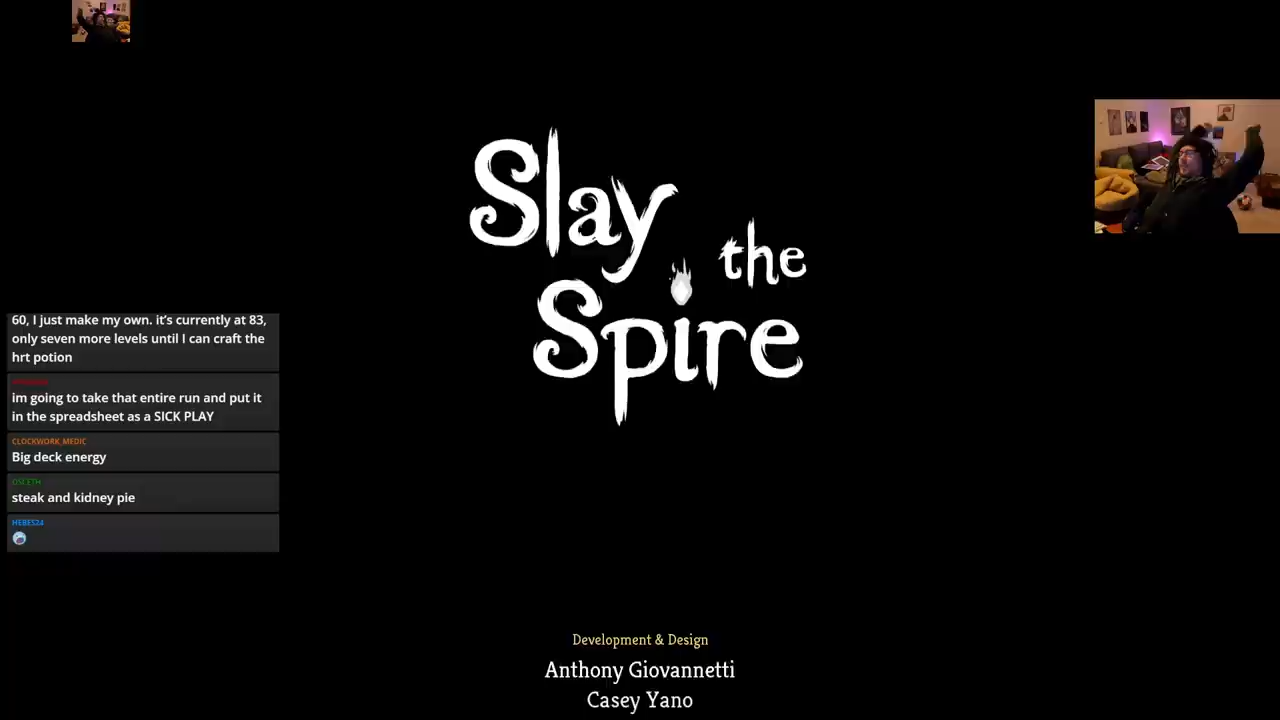 Slay
the
Spire
60, I just make my own. it's currently at 83,
only seven more levels until I can craft the
hrt potion
im going to take that entire run and put it
in the spreadsheet as a SICK PLAY
CLOCKWORK_MEDIC
Big deck energy
steak and kidney pie
HEBES24
Development & Design
Anthony Giovannetti
Casey Yano